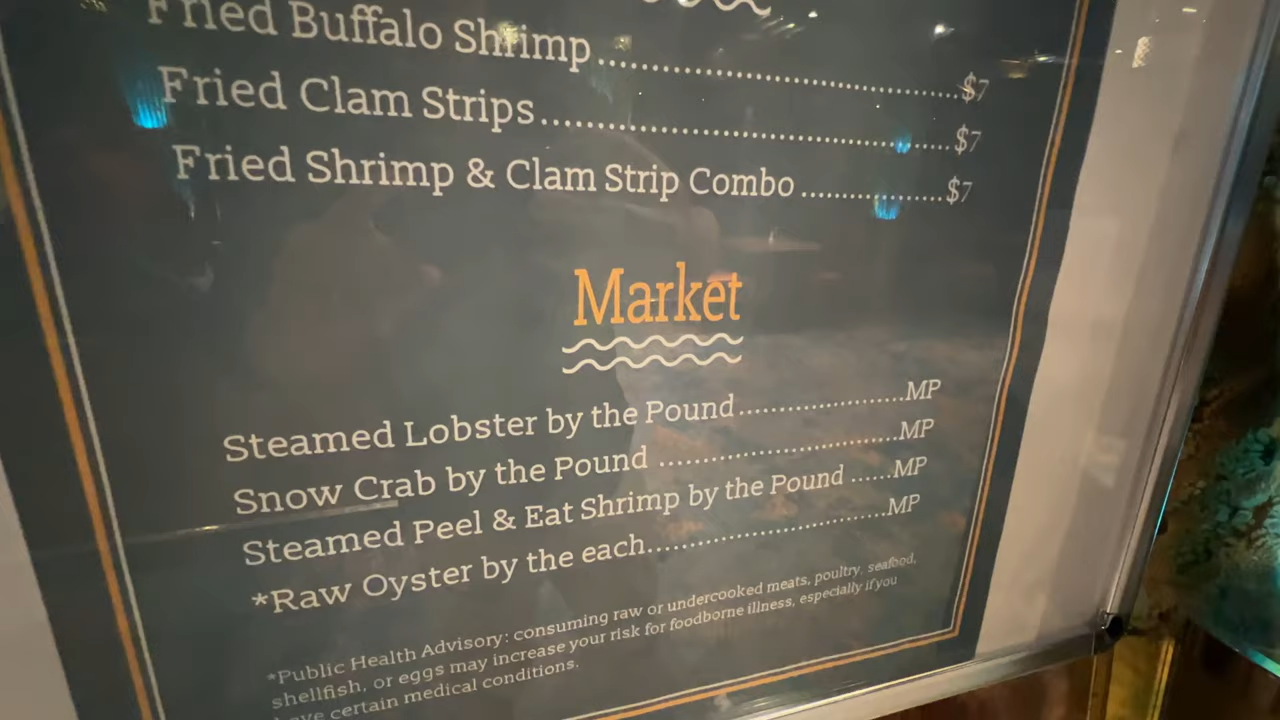 Fried Buffalo Shrimp......................................$7
Fried Clam Strips............................................$7
Fried Shrimp & Clam Strip Combo ................$7
Market
Steamed Lobster by the Pound......................MP
Snow Crab by the Pound ................................MP
Steamed Peel & Eat Shrimp by the Pound ......MP
*Raw Oyster by the each................................MP
*Public Health Advisory: consuming raw or undercooked meats, poultry, seafood,
shellfish, or eggs may increase your risk for foodborne illness, especially if you
have certain medical conditions.